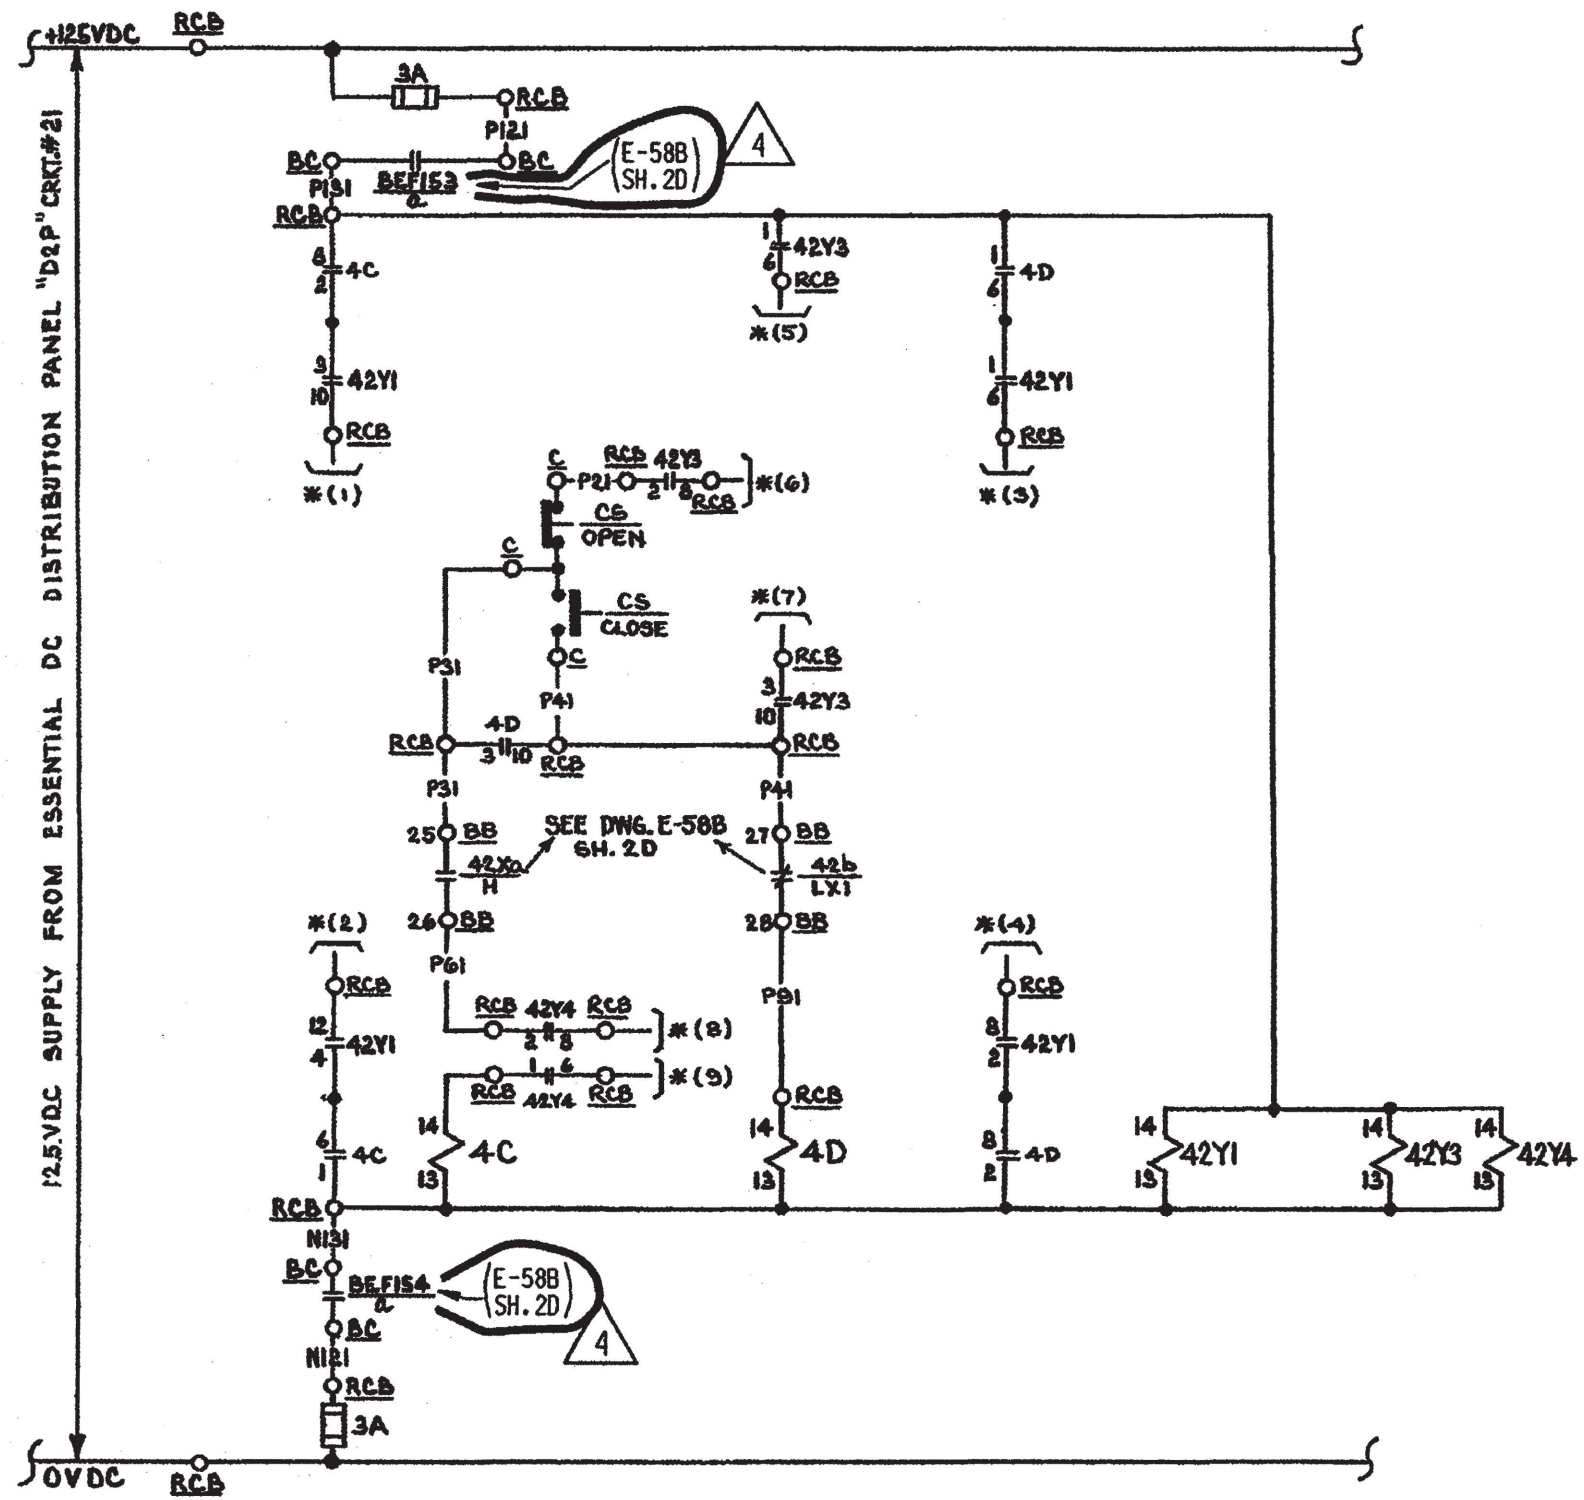 RCB
+125VDC
3A
RCB
P121
BC
BC
BEF153
a
(E-58B
SH. 2D)
4
P131
RCB
8
2
4C
1
6
42Y3
RCB
*(5)
1
6
4D
3
10
42Y1
RCB
*(1)
1
6
42Y1
RCB
*(3)
C
P21
RCB
42Y3
2
8
RCB
*(6)
CS
OPEN
C
CS
CLOSE
C
P31
P41
*(7)
RCB
3
10
42Y3
RCB
4D
3
10
RCB
RCB
P31
P41
25
BB
SEE DWG. E-58B
SH. 2D
27
BB
42Xa
H
42b
LX1
26
BB
28
BB
P61
P91
*(2)
RCB
12
4
42Y1
RCB
42Y4
RCB
2
8
*(8)
1
6
RCB
42Y4
RCB
*(9)
*(4)
RCB
8
2
42Y1
RCB
6
1
4C
14
13
4C
14
13
4D
8
2
4D
14
13
42Y1
14
13
42Y3
14
13
42Y4
RCB
N131
BC
BEF154
a
(E-58B
SH. 2D)
4
BC
N121
RCB
3A
0VDC
RCB
125VDC SUPPLY FROM ESSENTIAL DC DISTRIBUTION PANEL "D2P" CRKT.#21